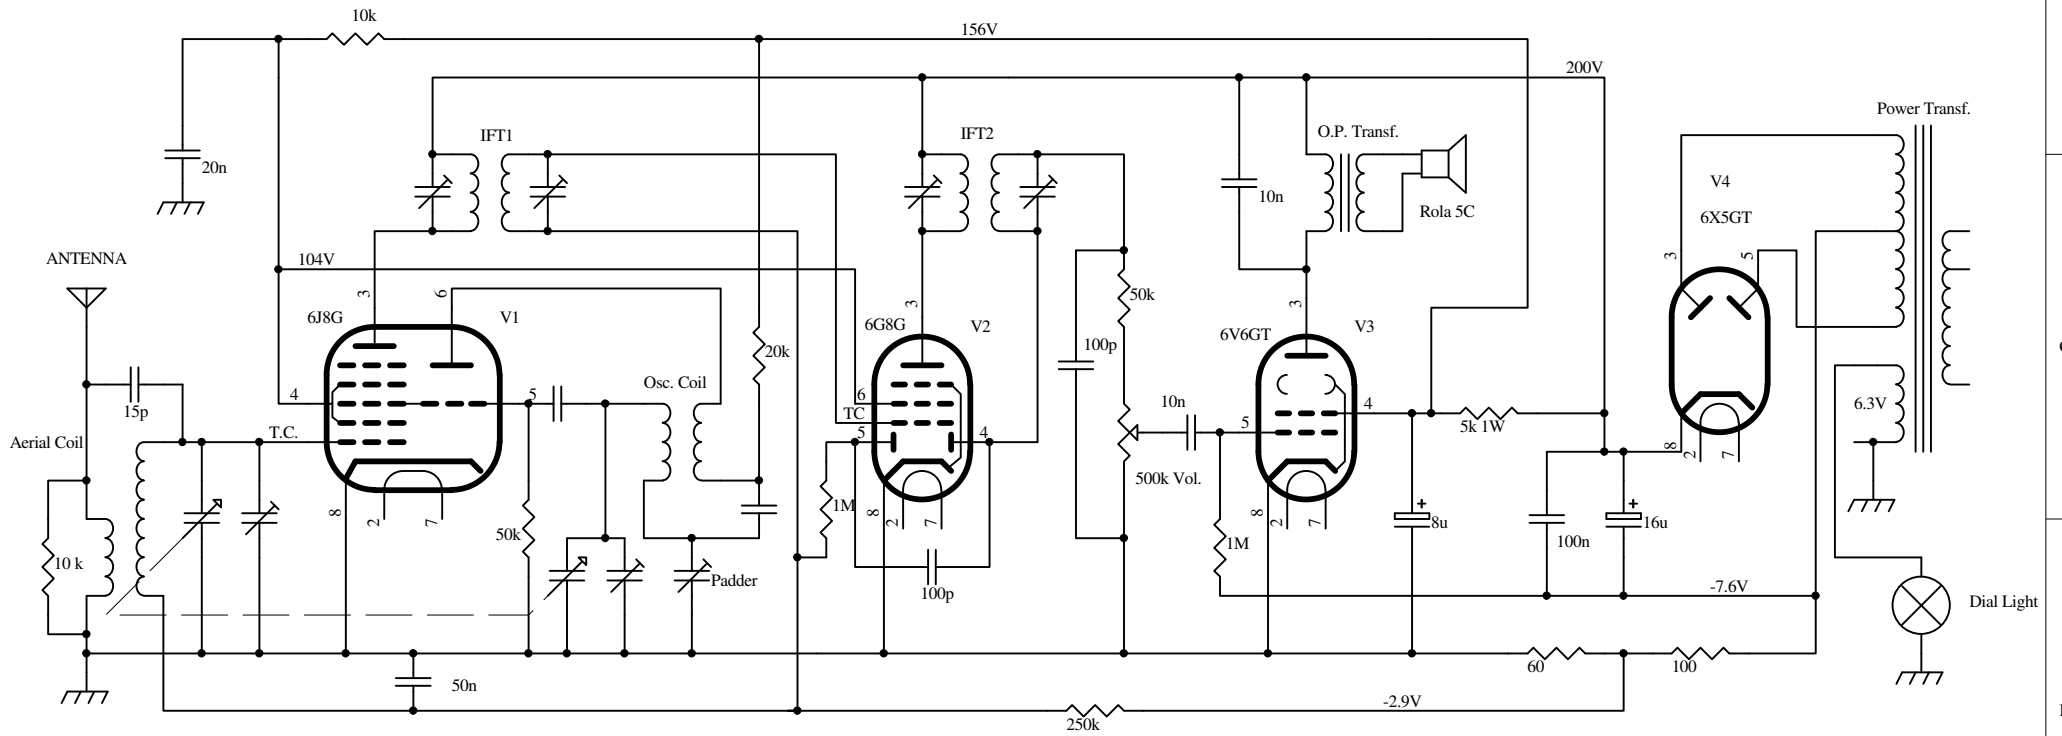 10k
156V
200V
Power Transf.
IFT1
IFT2
O.P. Transf.
20n
V4
10n
Rola 5C
6X5GT
ANTENNA
104V
3
6
3
50k
3
3
5
6J8G
V1
6G8G
V2
6V6GT
V3
20k
100p
Osc. Coil
4
5
6
10n
4
6.3V
15p
TC
5k 1W
Aerial Coil
T.C.
5
4
5
8
2
7
500k Vol.
8
2
7
50k
1M
8
2
7
8
2
7
1M
+
8u
100n
+
16u
10 k
Padder
100p
-7.6V
Dial Light
60
100
50n
250k
-2.9V